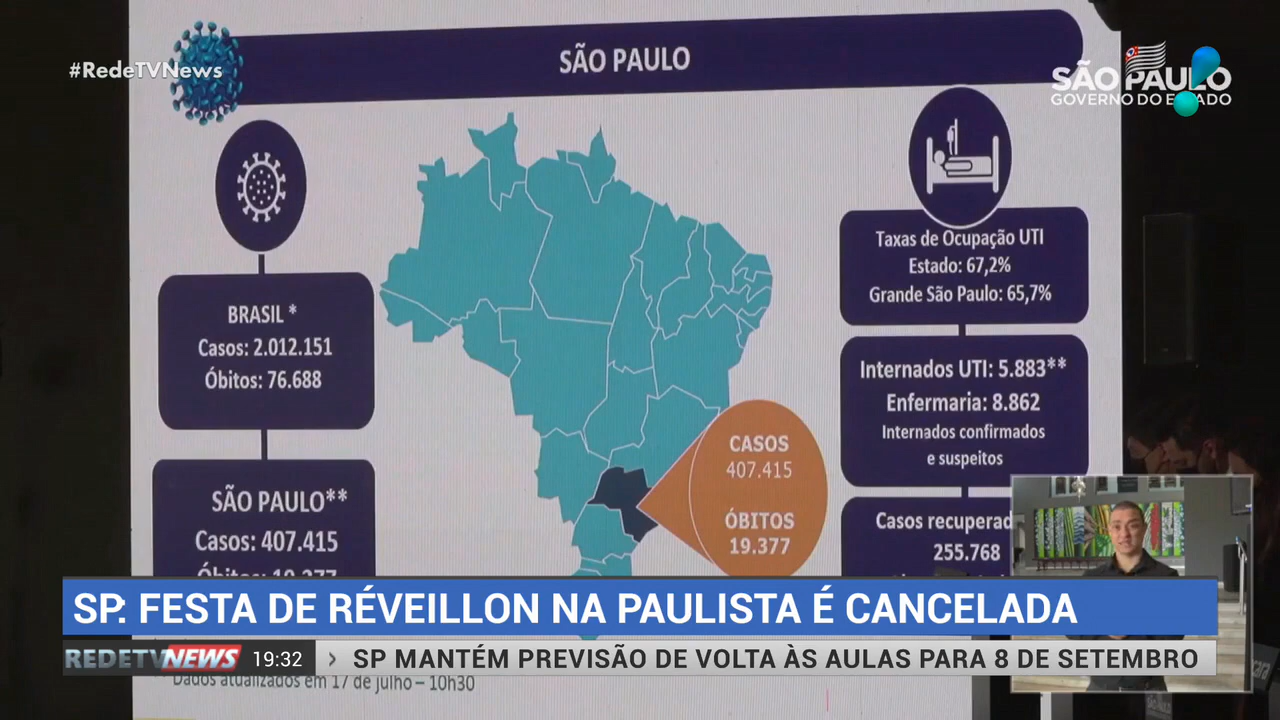 #RedeTVNews
SÃO PAULO
SÃO PAULO
GOVERNO DO ESTADO
BRASIL *
Casos: 2.012.151
Óbitos: 76.688
SÃO PAULO**
Casos: 407.415
Óbitos: 19.377
CASOS
407.415
ÓBITOS
19.377
Taxas de Ocupação UTI
Estado: 67,2%
Grande São Paulo: 65,7%
Internados UTI: 5.883**
Enfermaria: 8.862
Internados confirmados
e suspeitos
Casos recuperad
255.768
SP: FESTA DE RÉVEILLON NA PAULISTA É CANCELADA
REDETV NEWS 19:32 › SP MANTÉM PREVISÃO DE VOLTA ÀS AULAS PARA 8 DE SETEMBRO
Dados atualizados em 17 de julho – 10h30